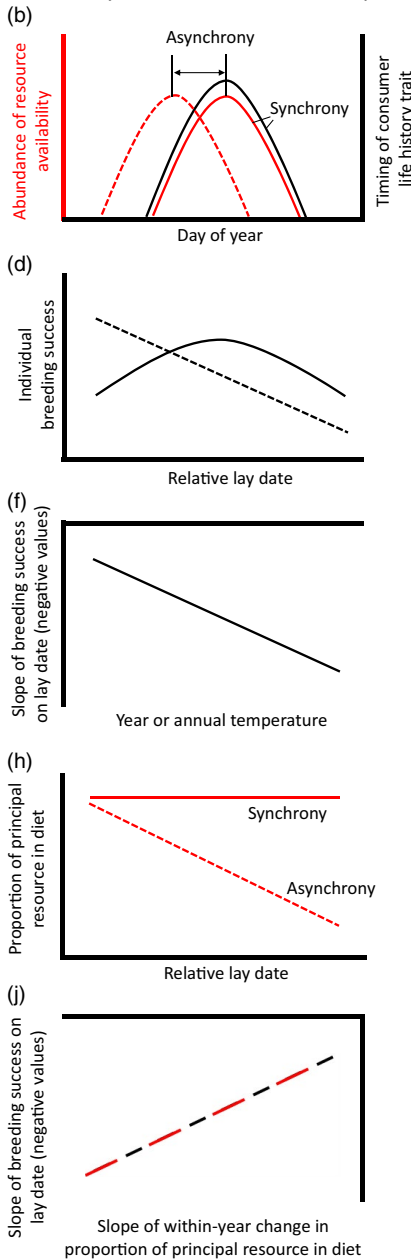 (b)
Asynchrony
Synchrony
Abundance of resource
availability
Timing of consumer
life history trait
Day of year
(d)
Individual
breeding success
Relative lay date
(f)
Slope of breeding success
on lay date (negative values)
Year or annual temperature
(h)
Proportion of principal
resource in diet
Synchrony
Asynchrony
Relative lay date
(j)
Slope of breeding success on
lay date (negative values)
Slope of within-year change in
proportion of principal resource in diet